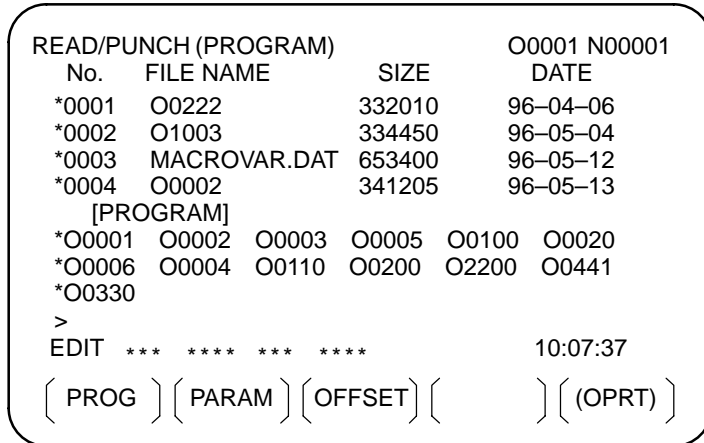 READ/PUNCH (PROGRAM) O0001 N00001
No. FILE NAME SIZE DATE
*0001 O0222 332010 96–04–06
*0002 O1003 334450 96–05–04
*0003 MACROVAR.DAT 653400 96–05–12
*0004 O0002 341205 96–05–13
[PROGRAM]
*O0001 O0002 O0003 O0005 O0100 O0020
*O0006 O0004 O0110 O0200 O2200 O0441
*O0330
>
EDIT *** **** *** **** 10:07:37
[ PROG ] [ PARAM ] [ OFFSET ] [ ] [ (OPRT) ]